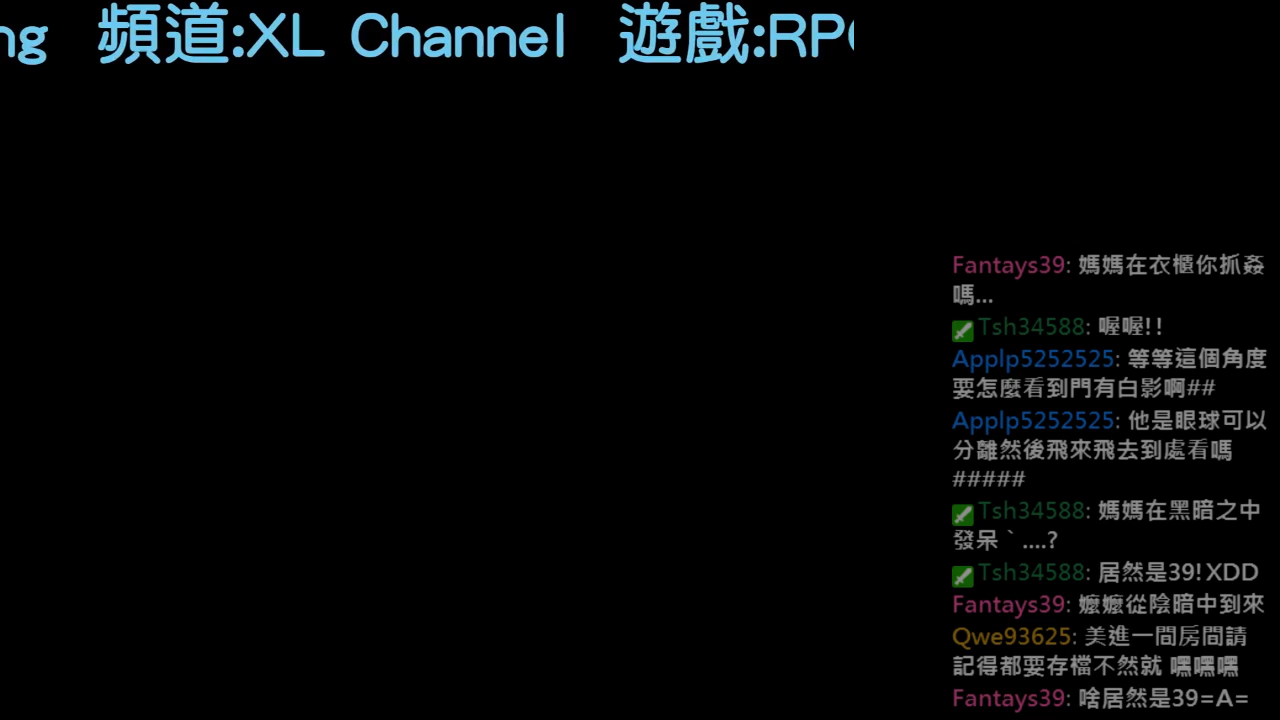 ng 頻道:XL Channel 遊戲:RPG
Fantays39: 媽媽在衣櫃你抓姦
嗎...
Tsh34588: 喔喔!!
Applp5252525: 等等這個角度
要怎麼看到門有白影啊##
Applp5252525: 他是眼球可以
分離然後飛來飛去到處看嗎
#####
Tsh34588: 媽媽在黑暗之中
發呆｀....?
Tsh34588: 居然是39!XDD
Fantays39: 嬤嬤從陰暗中到來
Qwe93625: 美進一間房間請
記得都要存檔不然就 嘿嘿嘿
Fantays39: 啥居然是39=A=